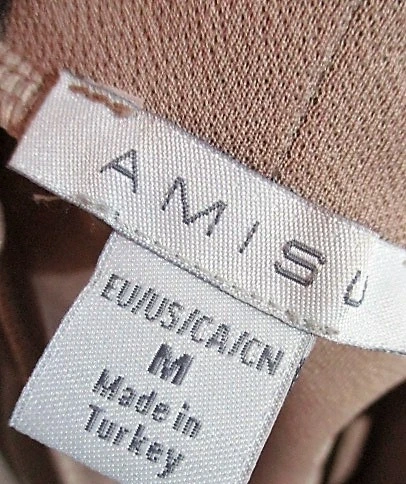 AMISU
EU/US/CA/CN
M
Made in
Turkey